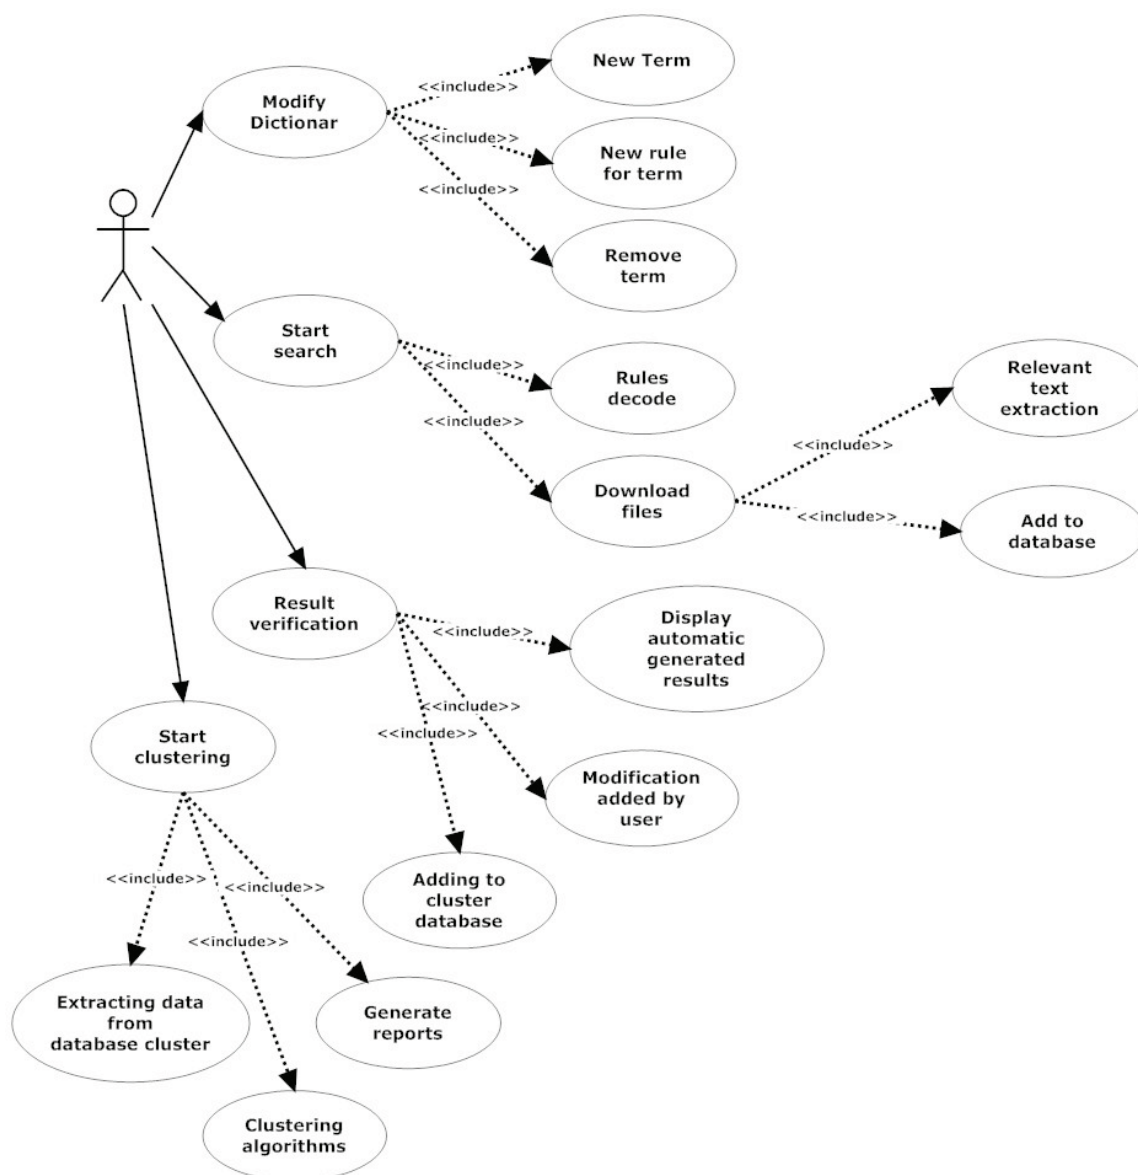 New Term
<<include>>
Modify
Dictionar
<<include>>
New rule
for term
<<include>>
Remove
term
Start
search
<<include>>
Rules
decode
<<include>>
Relevant
text
extraction
<<include>>
Download
files
<<include>>
Add to
database
Result
verification
<<include>>
Display
automatic
generated
results
<<include>>
<<include>>
Start
clustering
Modification
added by
user
<<include>>
<<include>>
<<include>>
Adding to
cluster
database
Extracting data
from
database cluster
Generate
reports
Clustering
algorithms